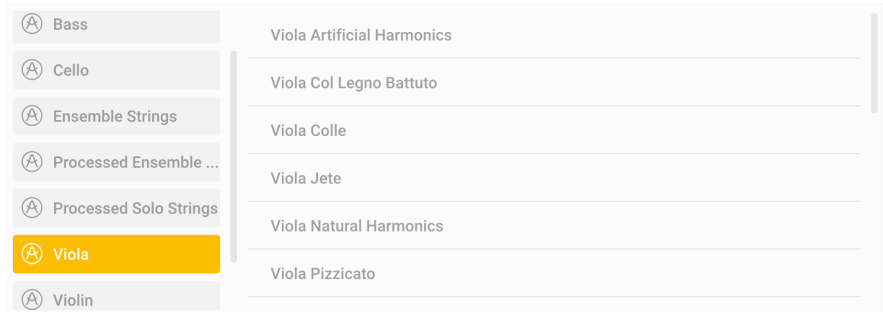 Bass
Cello
Ensemble Strings
Processed Ensemble ...
Processed Solo Strings
Viola
Violin
Viola Artificial Harmonics
Viola Col Legno Battuto
Viola Colle
Viola Jete
Viola Natural Harmonics
Viola Pizzicato